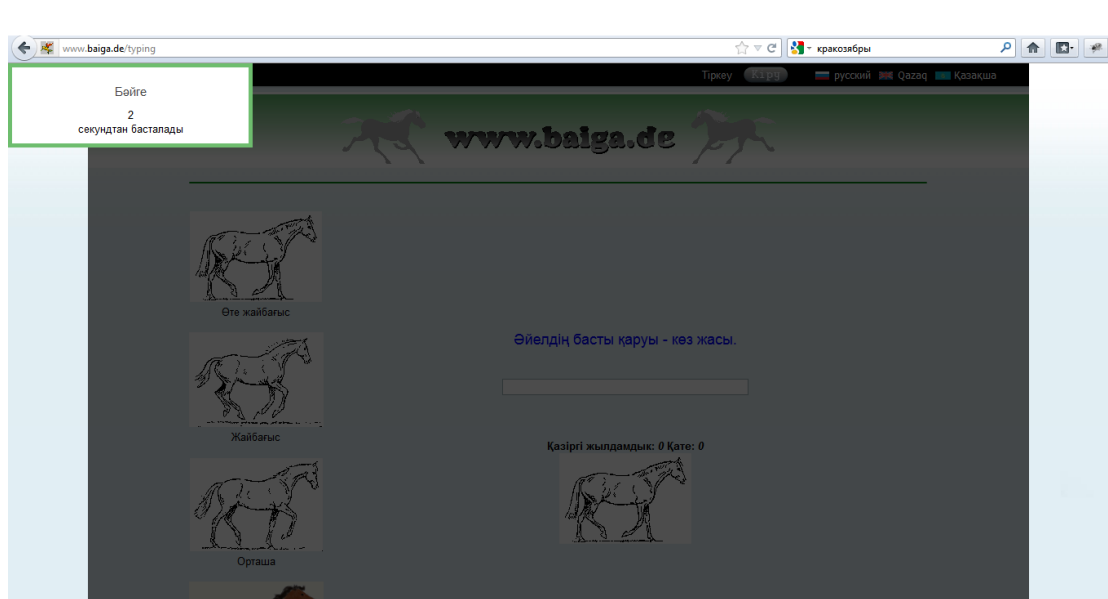 www.baiga.de/typing
кракозябры
Бәйге
2
секундтан басталады
Тіркеу Кіру русский Qazaq Казақша
www.baiga.de
Өте жайбағыс
Жайбағыс
Орташа
Әйелдің басты қаруы - көз жасы.
Қазіргі жылдамдық: 0 Қате: 0